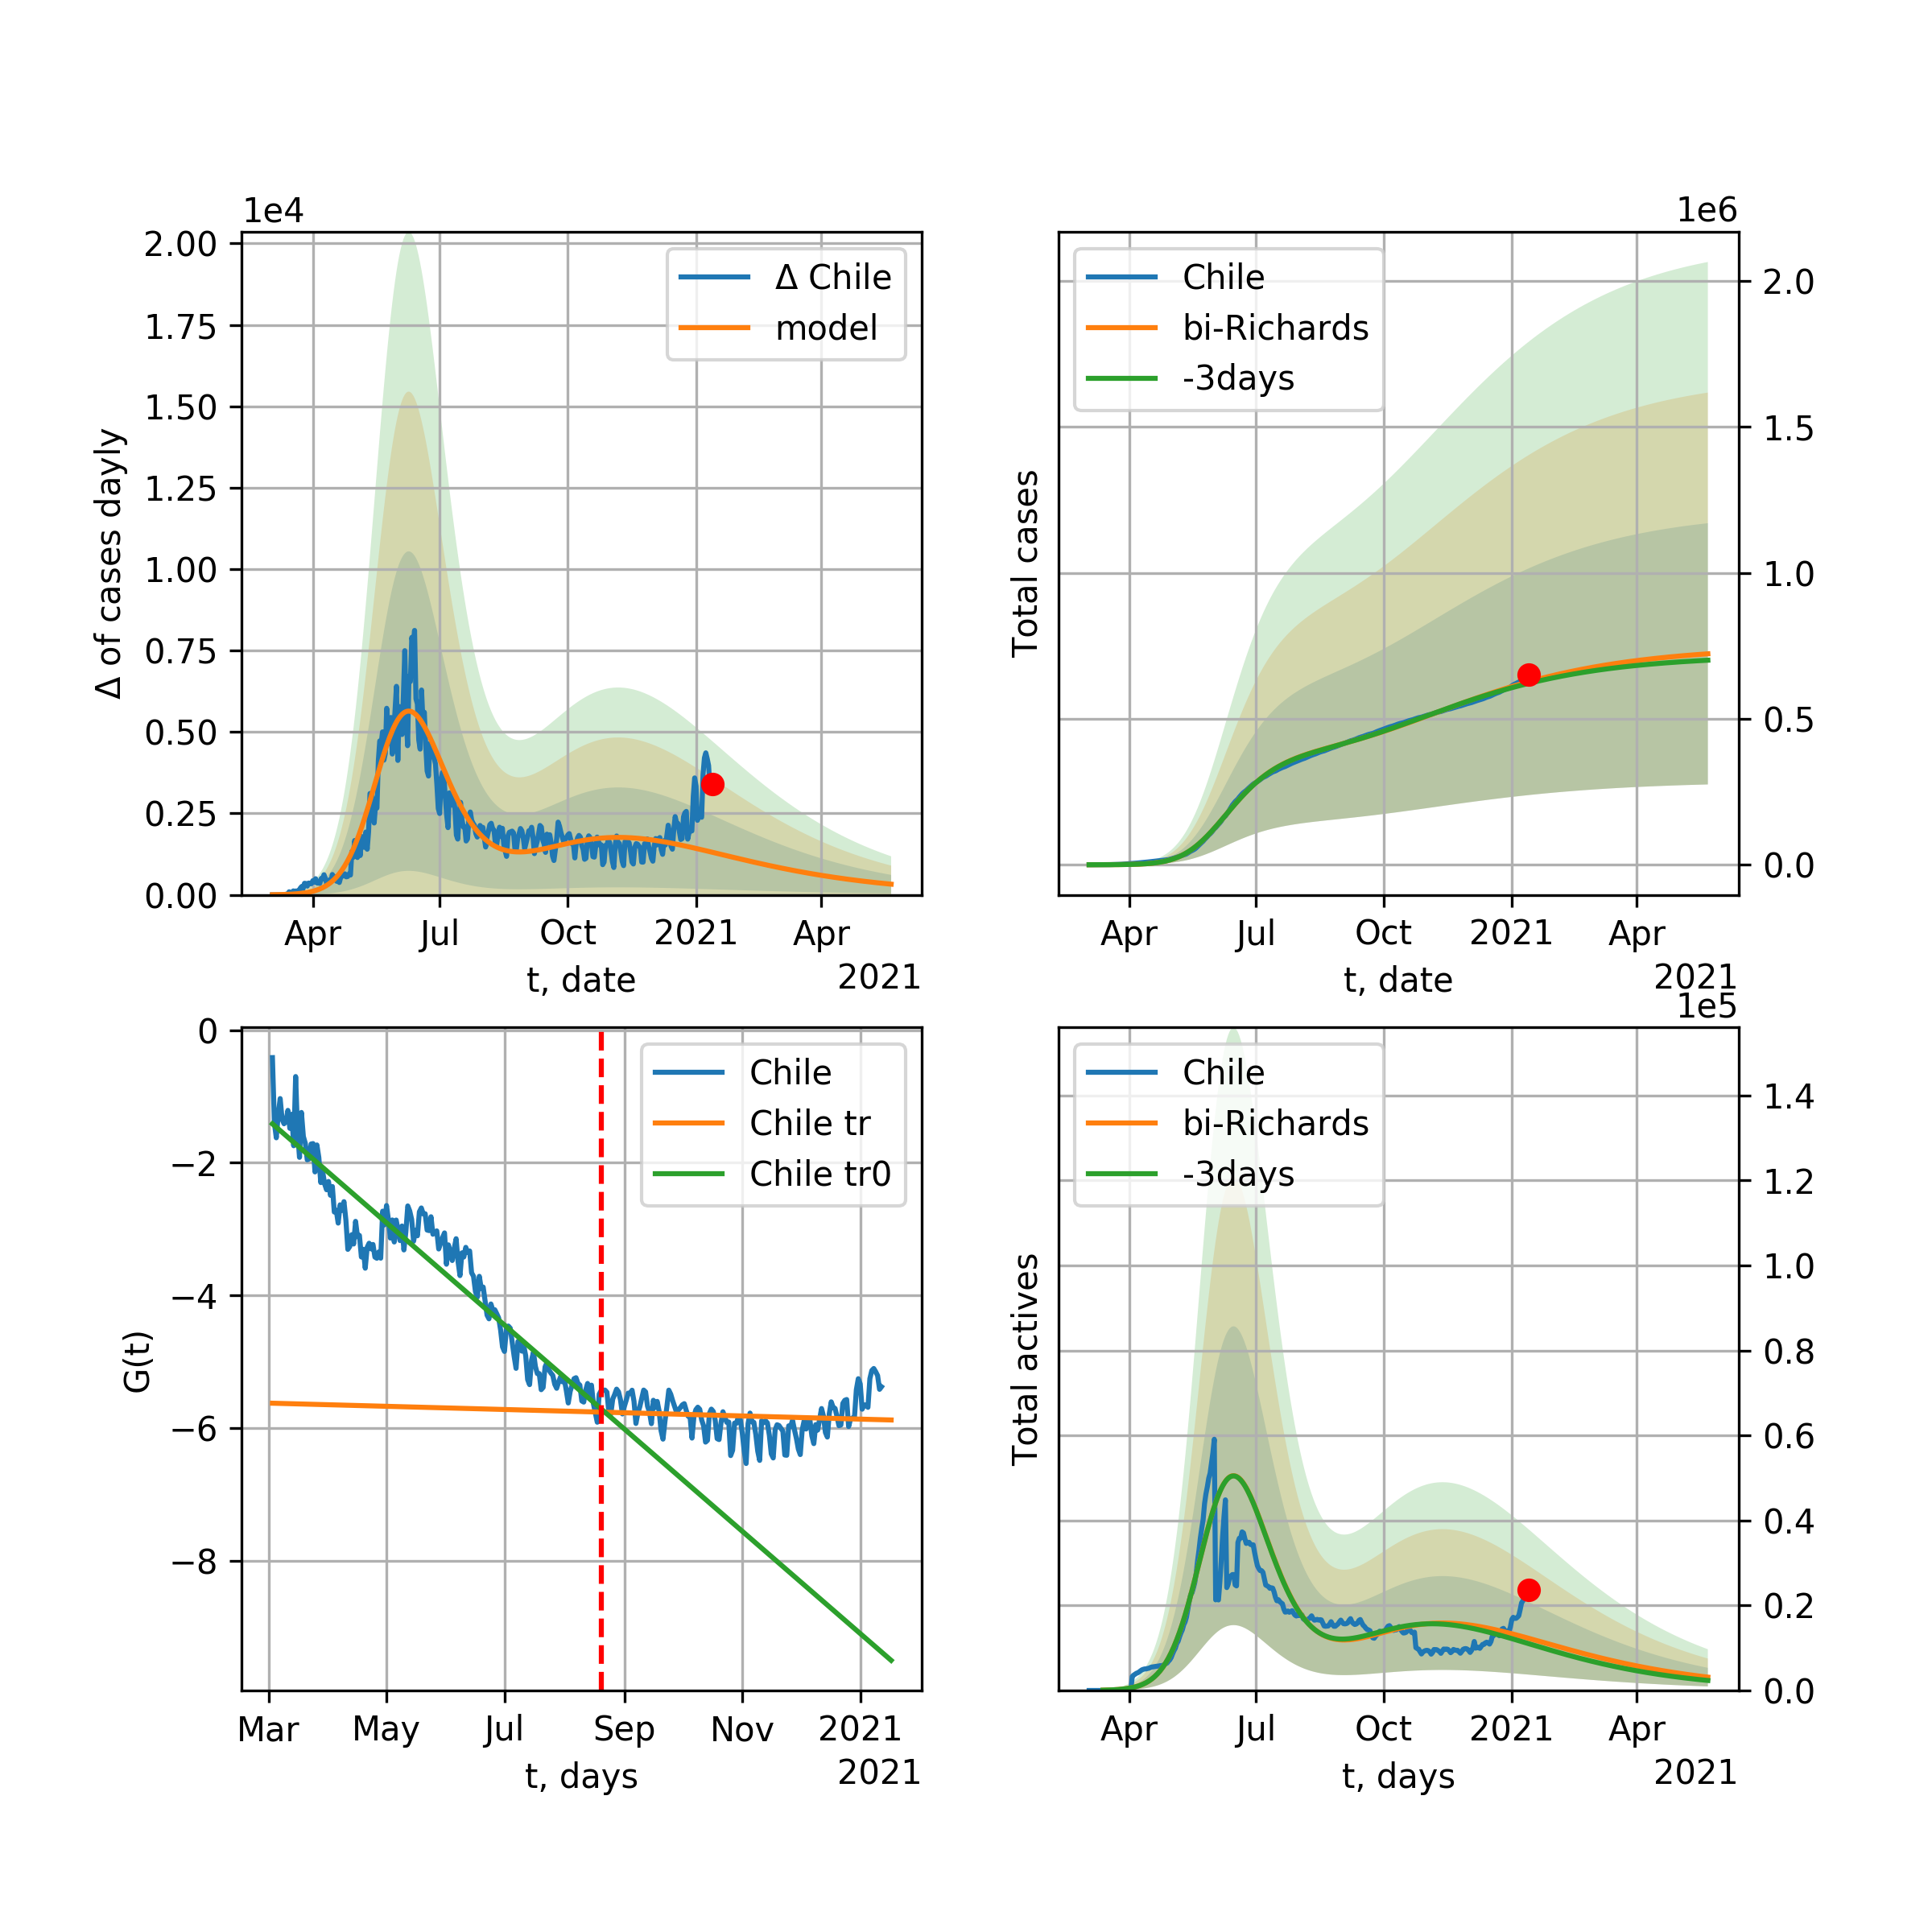 1e4
2.00
1.75
1.50
1.25
1.00
0.75
0.50
0.25
0.00
Δ of cases dayly
Δ Chile
model
Apr Jul Oct 2021 Apr
t, date
2021
1e6
Chile
bi-Richards
-3days
Total cases
2.0
1.5
1.0
0.5
0.0
Apr Jul Oct 2021 Apr
t, date
2021
0
−2
−4
−6
−8
G(t)
Chile
Chile tr
Chile tr0
Mar May Jul Sep Nov 2021
t, days
2021
1e5
Chile
bi-Richards
-3days
Total actives
1.4
1.2
1.0
0.8
0.6
0.4
0.2
0.0
Apr Jul Oct 2021 Apr
t, days
2021